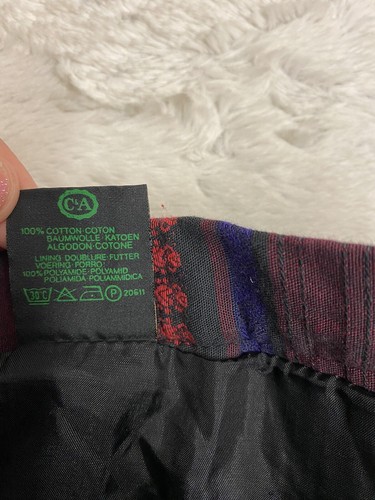 C&A
100% COTTON·COTON
BAUMWOLLE·KATOEN
ALGODON·COTONE
LINING·DOUBLURE·FUTTER
VOERING·FORRO:
100% POLYAMIDE·POLYAMID
POLIAMIDA·POLIAMMIDICA
30°C P 20611